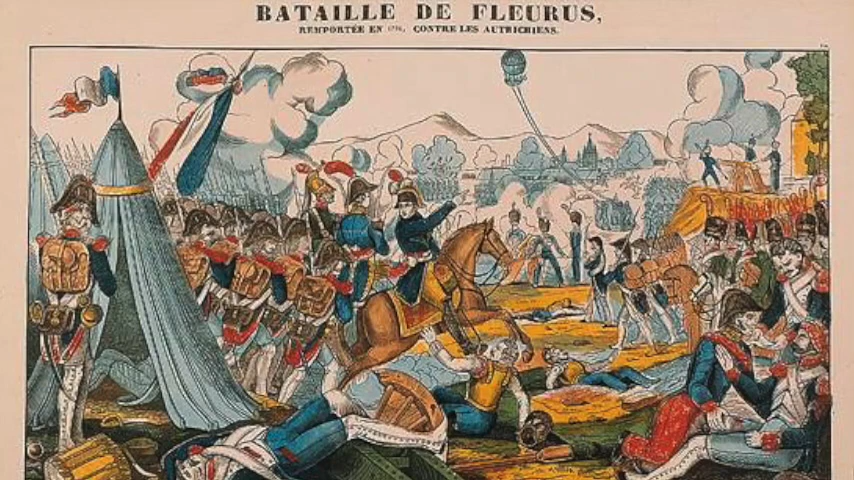 BATAILLE DE FLEURUS,
REMPORTÉE EN 1794, CONTRE LES AUTRICHIENS.